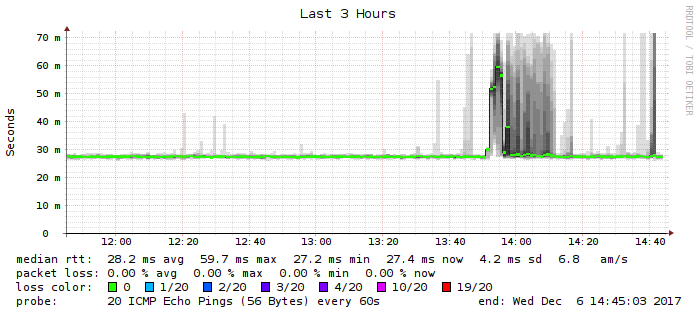 Last 3 Hours
RRDTOOL / TOBI OETIKER
Seconds
70 m
60 m
50 m
40 m
30 m
20 m
10 m
0
12:00 12:20 12:40 13:00 13:20 13:40 14:00 14:20 14:40
median rtt: 28.2 ms avg 59.7 ms max 27.2 ms min 27.4 ms now 4.2 ms sd 6.8 am/s
packet loss: 0.00 % avg 0.00 % max 0.00 % min 0.00 % now
loss color: 0 1/20 2/20 3/20 4/20 10/20 19/20
probe: 20 ICMP Echo Pings (56 Bytes) every 60s end: Wed Dec 6 14:45:03 2017